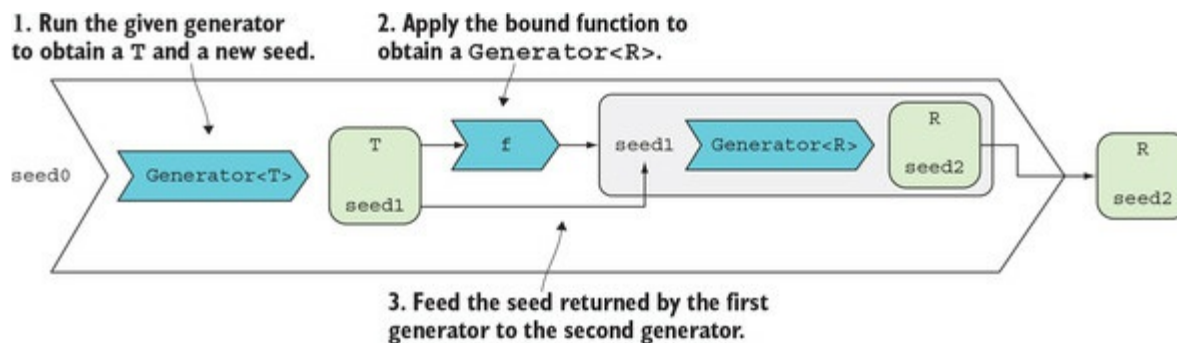 1. Run the given generator
to obtain a T and a new seed.
2. Apply the bound function to
obtain a Generator<R>.
seed0
Generator<T>
T
seed1
f
seed1
Generator<R>
R
seed2
R
seed2
3. Feed the seed returned by the first
generator to the second generator.